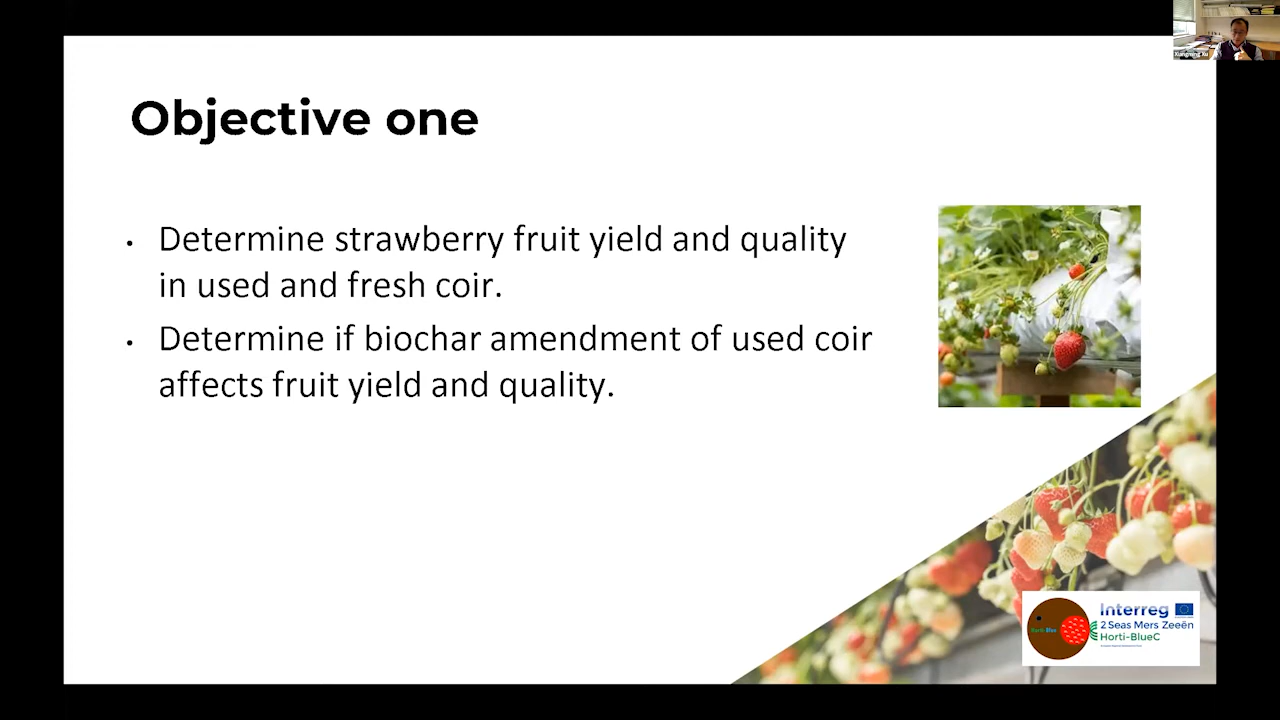 Objective one
• Determine strawberry fruit yield and quality
in used and fresh coir.
• Determine if biochar amendment of used coir
affects fruit yield and quality.
Interreg
2 Seas Mers Zeeën
Horti-BlueC